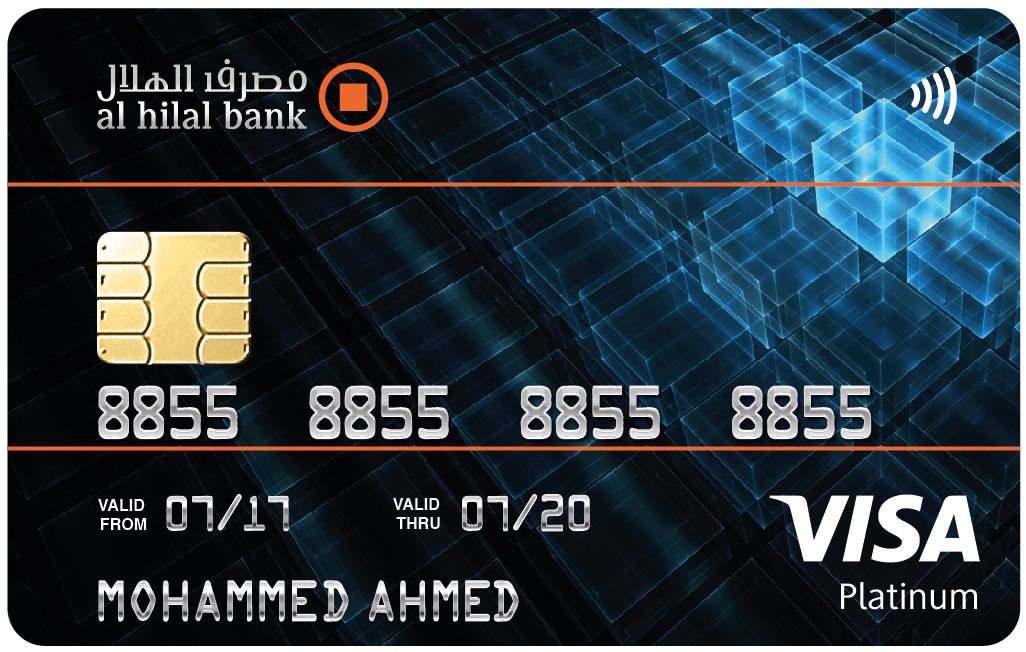 مصرف الهلال
al hilal bank
8855 8855 8855 8855
VALID FROM 07/17 VALID THRU 07/20
MOHAMMED AHMED
VISA
Platinum